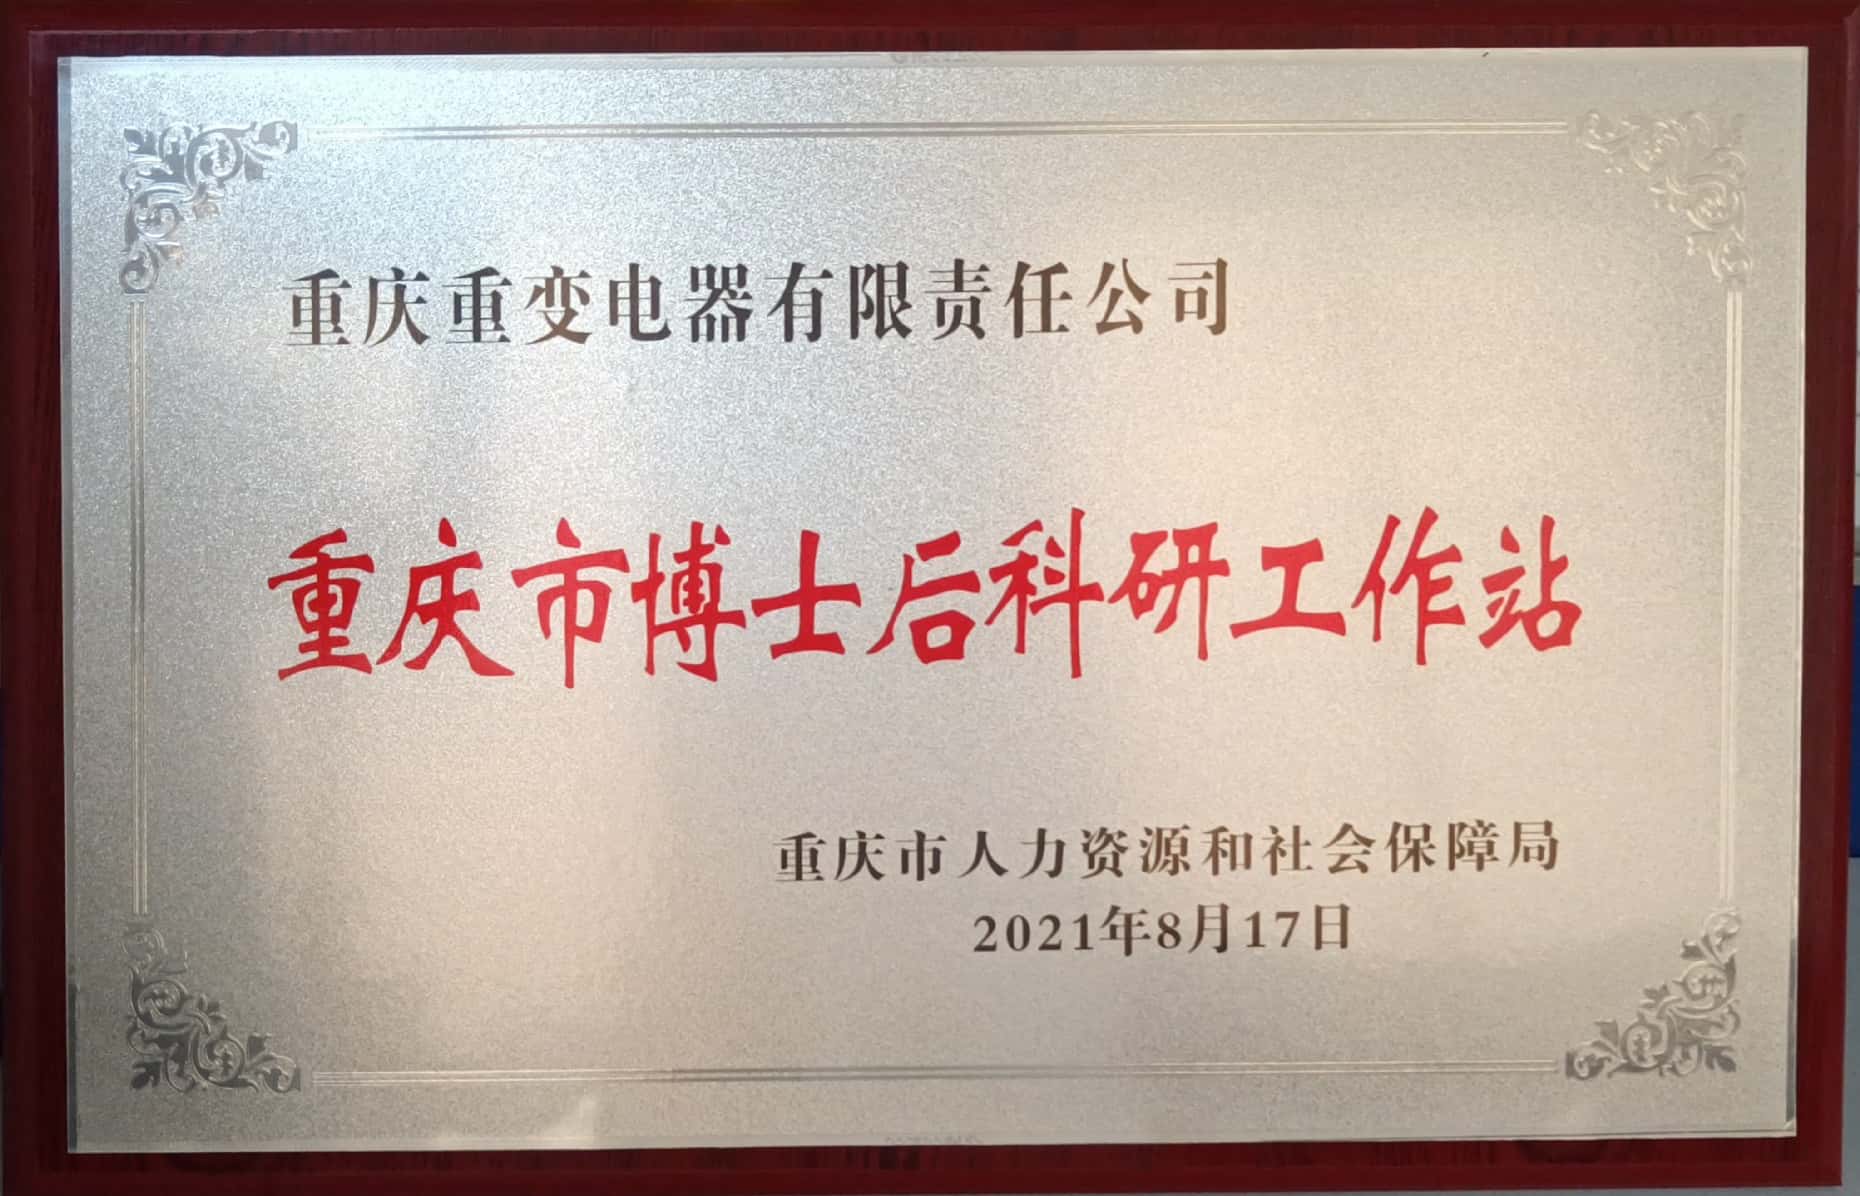 重庆重变电器有限责任公司
重庆市博士后科研工作站
重庆市人力资源和社会保障局
2021年8月17日